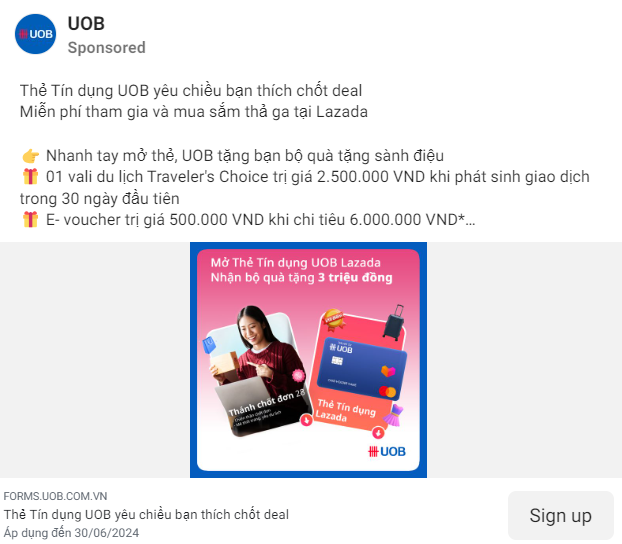 UOB
UOB
Sponsored
Thẻ Tín dụng UOB yêu chiều bạn thích chốt deal
Miễn phí tham gia và mua sắm thả ga tại Lazada
👉 Nhanh tay mở thẻ, UOB tặng bạn bộ quà tặng sành điệu
🎁 01 vali du lịch Traveler's Choice trị giá 2.500.000 VND khi phát sinh giao dịch
trong 30 ngày đầu tiên
🎁 E- voucher trị giá 500.000 VND khi chi tiêu 6.000.000 VND*...
Mở Thẻ Tín dụng UOB Lazada
Nhận bộ quà tặng 3 triệu đồng
UOB
Thánh chốt đơn 28
Thẻ Tín dụng
Lazada
UOB
FORMS.UOB.COM.VN
Thẻ Tín dụng UOB yêu chiều bạn thích chốt deal
Áp dụng đến 30/06/2024
Sign up